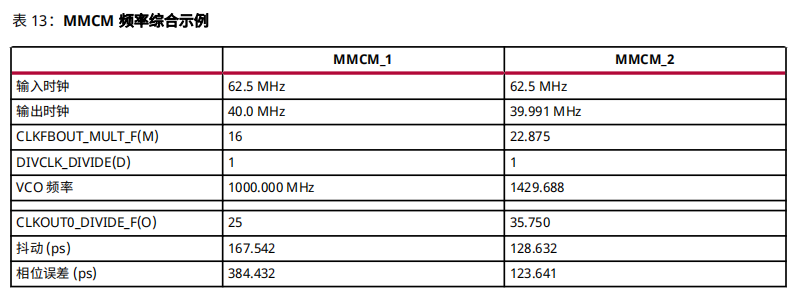 表 13：MMCM 频率综合示例
MMCM_1 MMCM_2
输入时钟 62.5 MHz 62.5 MHz
输出时钟 40.0 MHz 39.991 MHz
CLKFBOUT_MULT_F(M) 16 22.875
DIVCLK_DIVIDE(D) 1 1
VCO 频率 1000.000 MHz 1429.688
CLKOUT0_DIVIDE_F(O) 25 35.750
抖动 (ps) 167.542 128.632
相位误差 (ps) 384.432 123.641